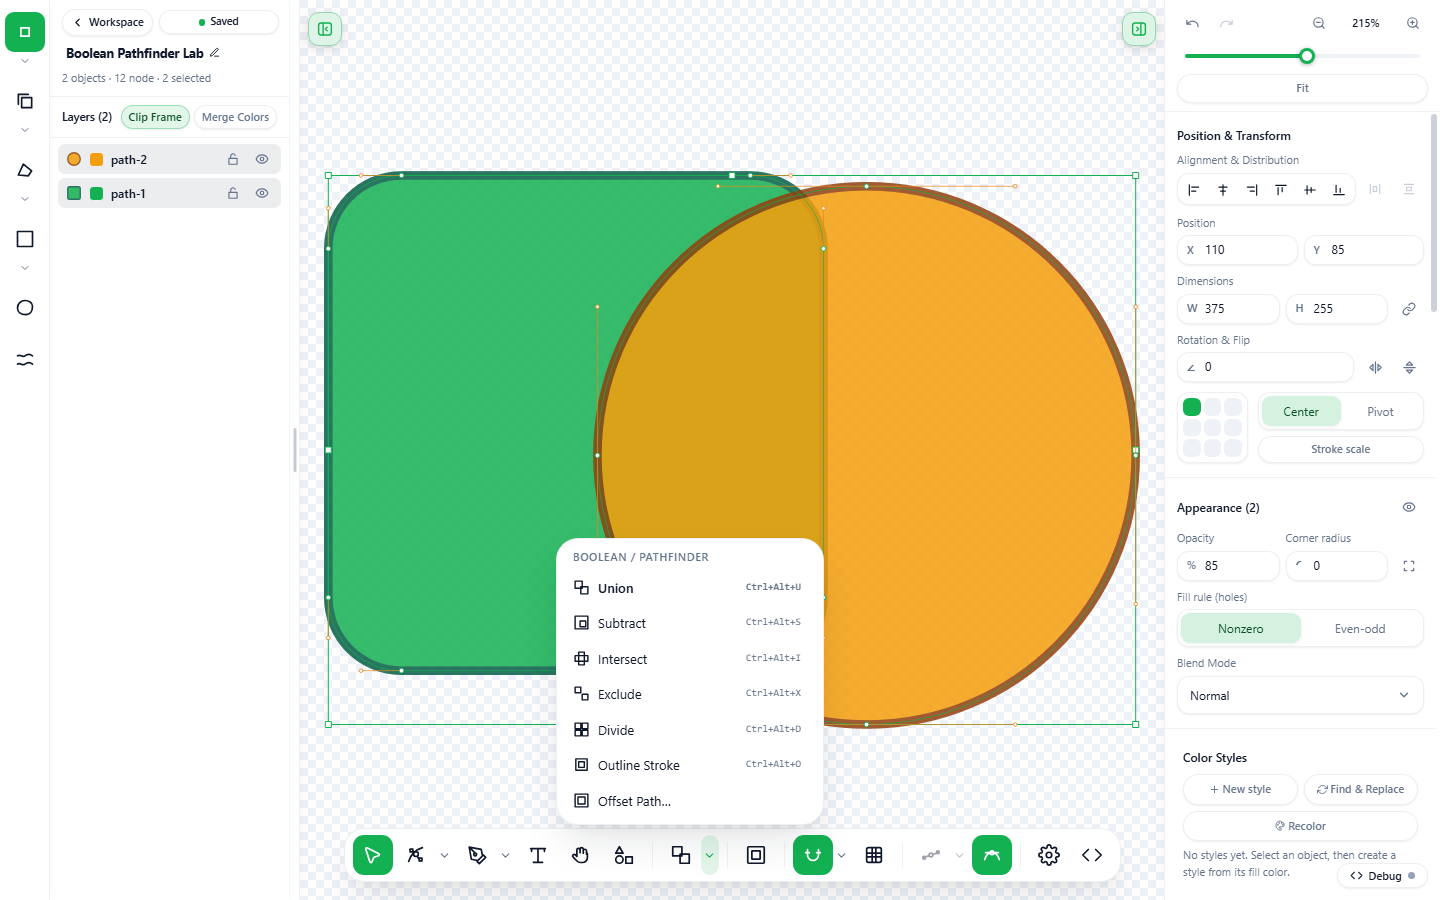 Workspace
Saved
Boolean Pathfinder Lab
2 objects · 12 node · 2 selected
Layers (2)
Clip Frame
Merge Colors
path-2
path-1
BOOLEAN / PATHFINDER
Union Ctrl+Alt+U
Subtract Ctrl+Alt+S
Intersect Ctrl+Alt+I
Exclude Ctrl+Alt+X
Divide Ctrl+Alt+D
Outline Stroke Ctrl+Alt+O
Offset Path...
215%
Fit
Position & Transform
Alignment & Distribution
Position
X 110 Y 85
Dimensions
W 375 H 255
Rotation & Flip
0
Center Pivot
Stroke scale
Appearance (2)
Opacity Corner radius
% 85 0
Fill rule (holes)
Nonzero Even-odd
Blend Mode
Normal
Color Styles
+ New style Find & Replace
Recolor
No styles yet. Select an object, then create a
style from its fill color.
Debug